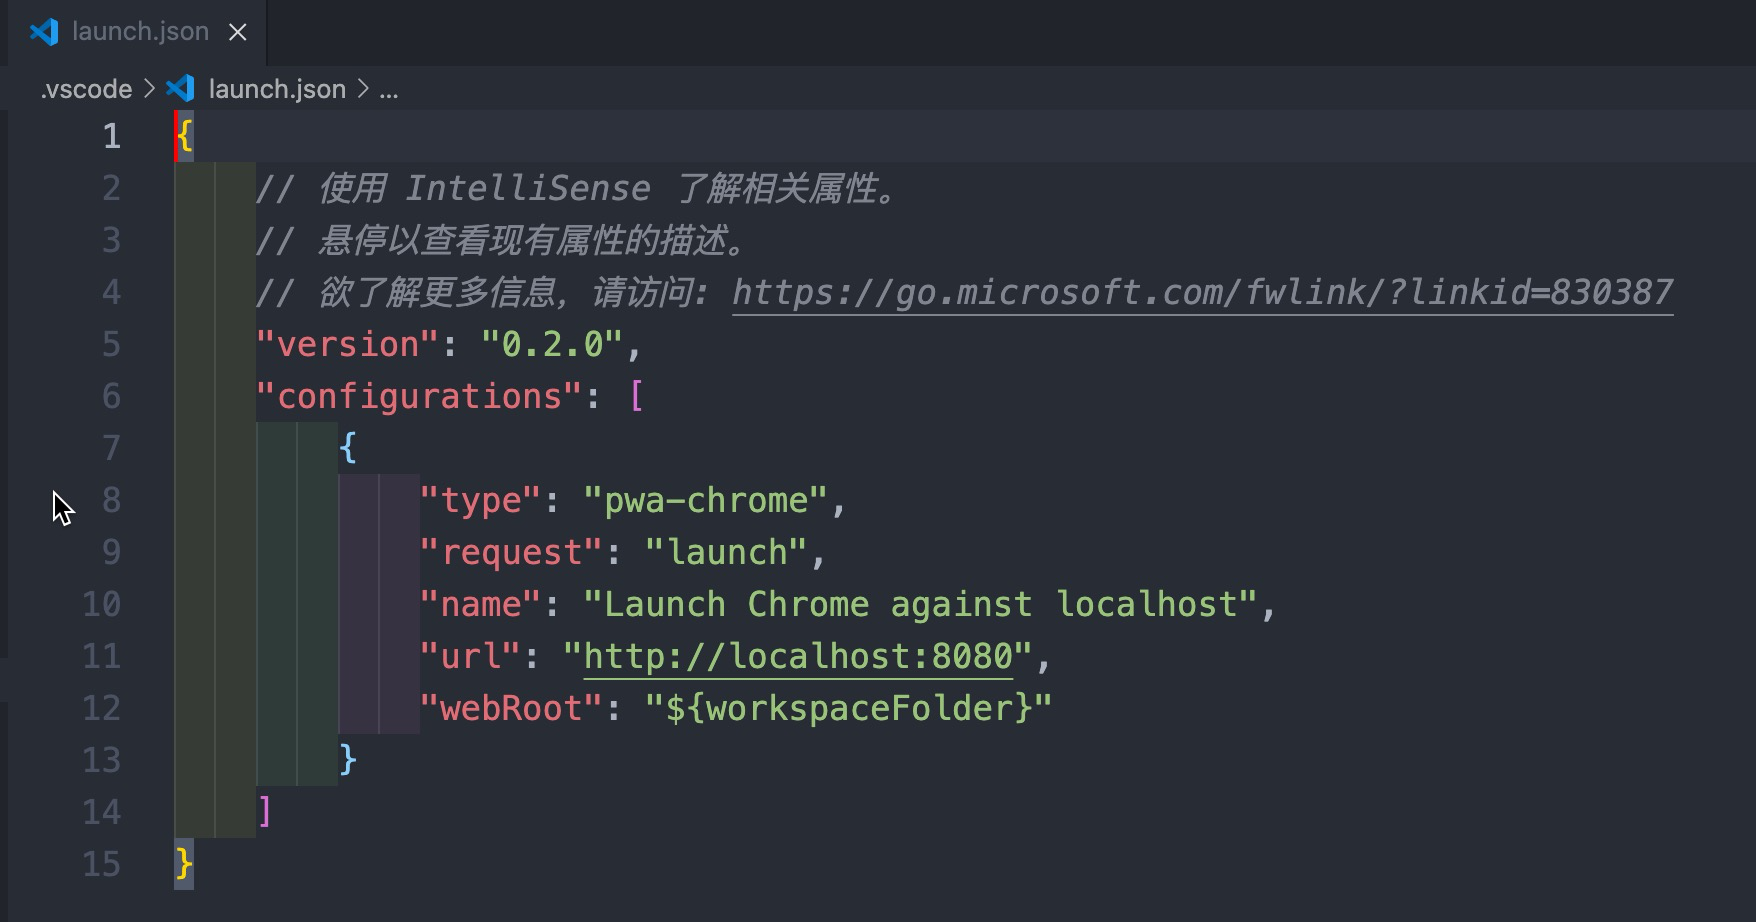 launch.json
.vscode > launch.json > ...
1 {
2 // 使用 IntelliSense 了解相关属性。
3 // 悬停以查看现有属性的描述。
4 // 欲了解更多信息，请访问: https://go.microsoft.com/fwlink/?linkid=830387
5 "version": "0.2.0",
6 "configurations": [
7 {
8 "type": "pwa-chrome",
9 "request": "launch",
10 "name": "Launch Chrome against localhost",
11 "url": "http://localhost:8080",
12 "webRoot": "${workspaceFolder}"
13 }
14 ]
15 }